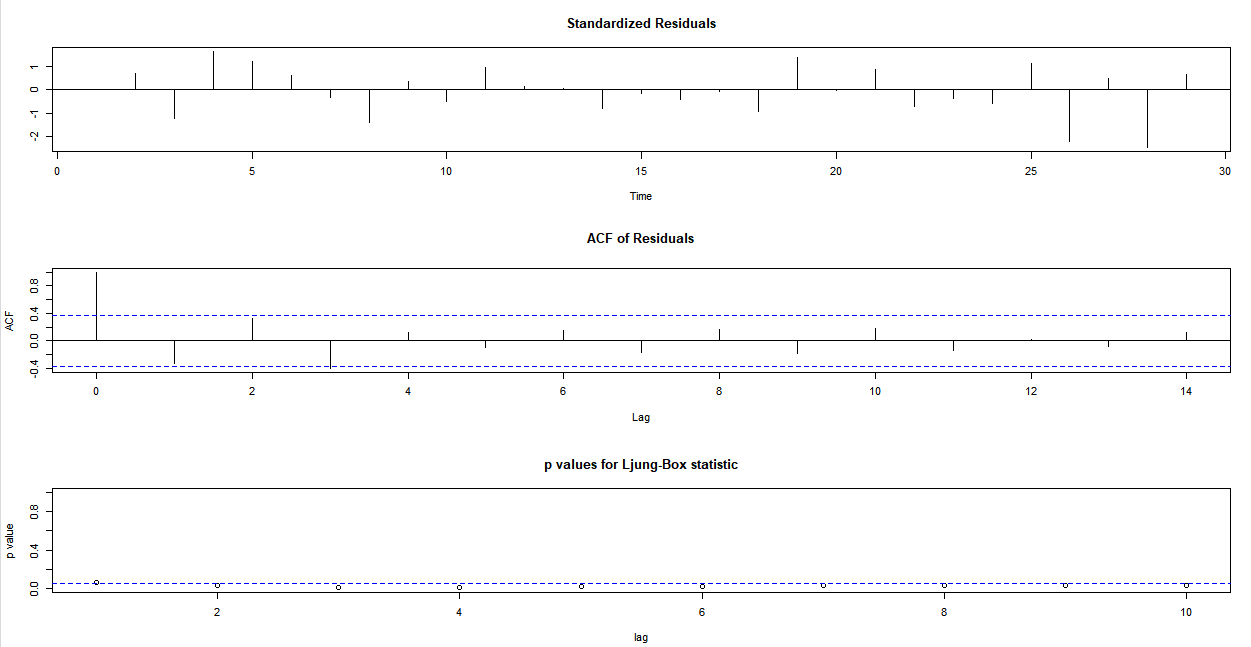 Standardized Residuals
1
0
-1
-2
0 5 10 15 20 25 30
Time
ACF of Residuals
ACF
0.8
0.4
0.0
-0.4
0 2 4 6 8 10 12 14
Lag
p values for Ljung-Box statistic
p value
0.8
0.4
0.0
2 4 6 8 10
lag